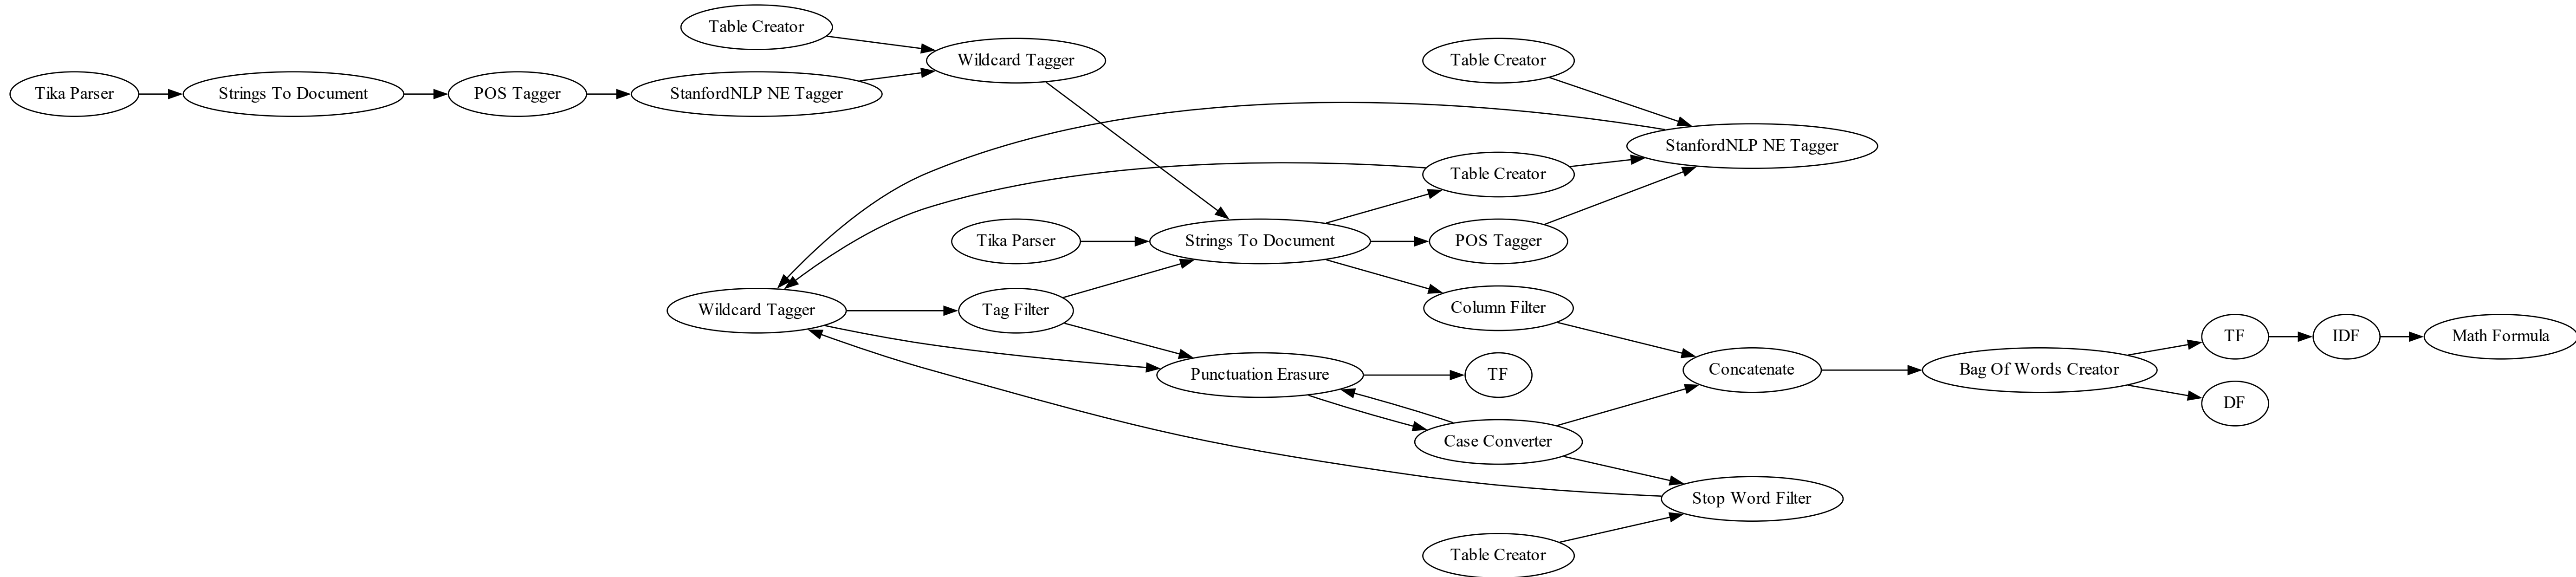 Table Creator
Wildcard Tagger
Table Creator
Tika Parser
Strings To Document
POS Tagger
StanfordNLP NE Tagger
StanfordNLP NE Tagger
Table Creator
Tika Parser
Strings To Document
POS Tagger
Wildcard Tagger
Tag Filter
Column Filter
TF
IDF
Math Formula
Punctuation Erasure
TF
Concatenate
Bag Of Words Creator
DF
Case Converter
Stop Word Filter
Table Creator